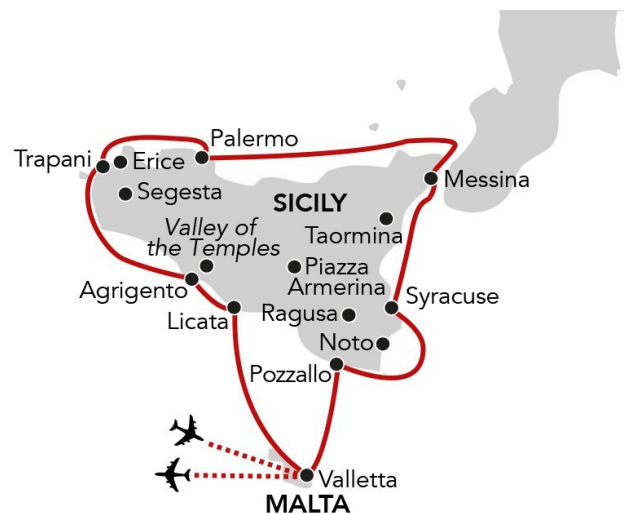 Palermo
Trapani
Erice
Messina
Segesta
SICILY
Valley of
the Temples
Taormina
Piazza
Armerina
Agrigento
Syracuse
Licata
Ragusa
Noto
Pozzallo
Valletta
MALTA